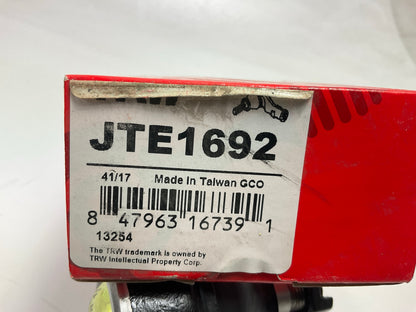 TRW
JTE1692
41/17 Made In Taiwan GCO
8 47963 16739 1
13254
The TRW trademark is owned by
TRW Intellectual Property Corp.